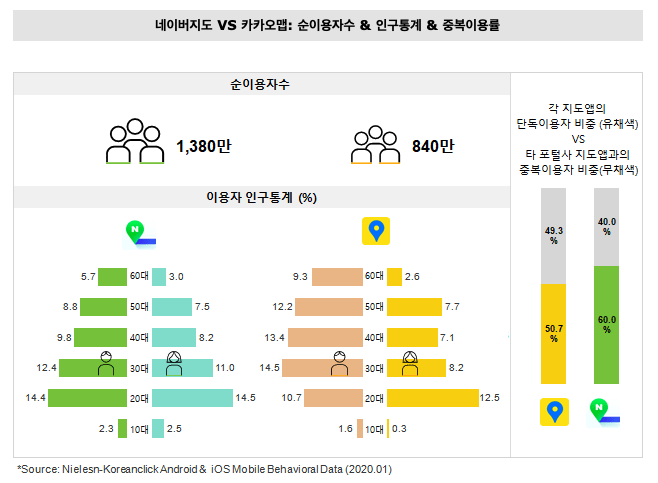 네이버지도 VS 카카오맵: 순이용자수 & 인구통계 & 중복이용률
순이용자수
1,380만
840만
이용자 인구통계 (%)
N
5.7 60대 3.0
8.8 50대 7.5
9.8 40대 8.2
12.4 30대 11.0
14.4 20대 14.5
2.3 10대 2.5
9.3 60대 2.6
12.2 50대 7.7
13.4 40대 7.1
14.5 30대 8.2
10.7 20대 12.5
1.6 10대 0.3
각 지도앱의
단독이용자 비중 (유채색)
VS
타 포털사 지도앱과의
중복이용자 비중(무채색)
49.3
%
50.7
%
40.0
%
60.0
%
N
*Source: Nielesn-Koreanclick Android & iOS Mobile Behavioral Data (2020.01)